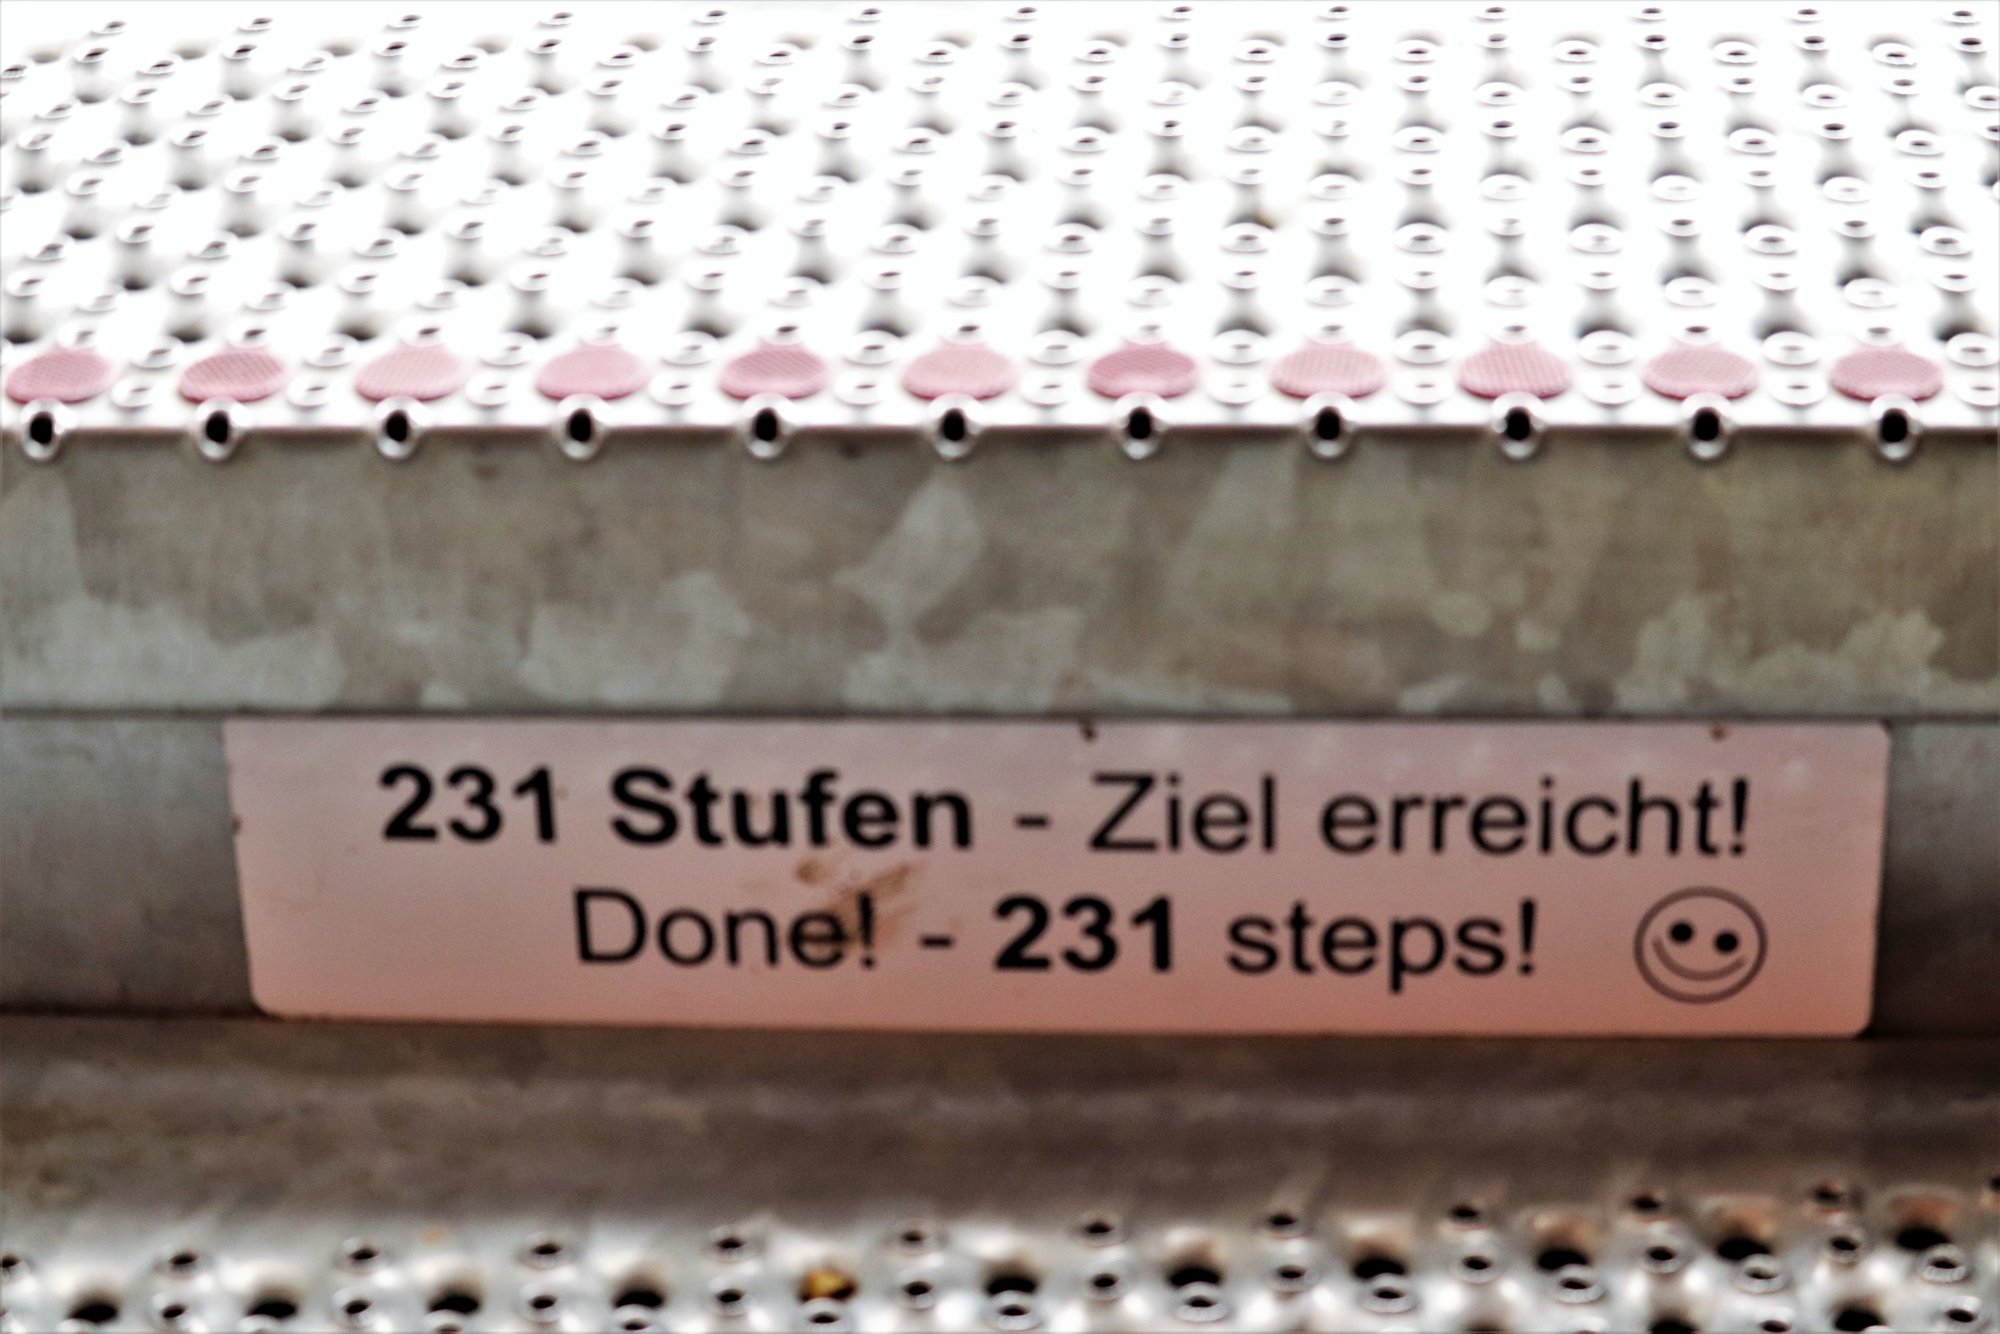 231 Stufen - Ziel erreicht!
Done! - 231 steps!